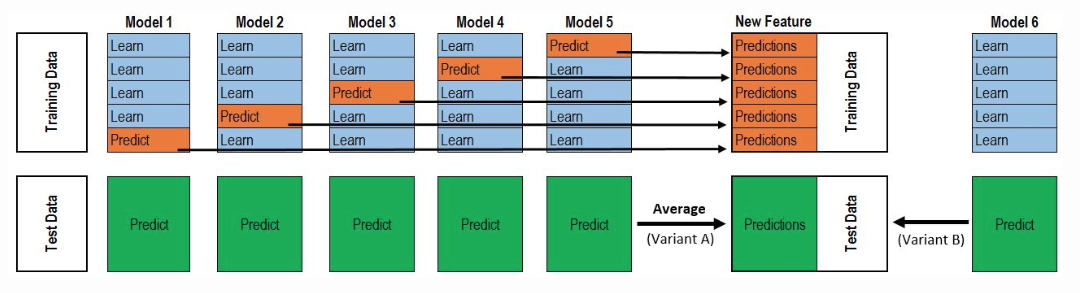 Model 1 Model 2 Model 3 Model 4 Model 5 New Feature Model 6
Training Data
Learn Learn Learn Learn Predict Predictions Learn
Learn Learn Learn Predict Learn Predictions Learn
Learn Learn Predict Learn Learn Predictions Learn
Learn Predict Learn Learn Learn Predictions Learn
Predict Learn Learn Learn Learn Predictions Learn
Training Data
Test Data
Predict Predict Predict Predict Predict
Average
(Variant A)
Predictions
Test Data
(Variant B)
Predict